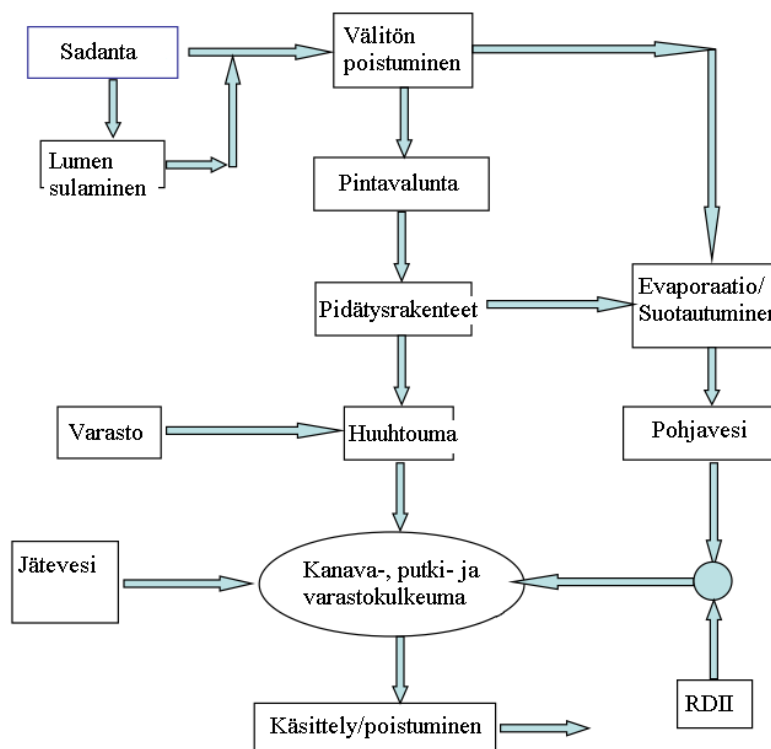 Sadanta
Välitön
poistuminen
Lumen
sulaminen
Pintavalunta
Pidätysrakenteet
Evaporaatio/
Suotautuminen
Varasto
Huuhtouma
Pohjavesi
Jätevesi
Kanava-, putki- ja
varastokulkeuma
RDII
Käsittely/poistuminen